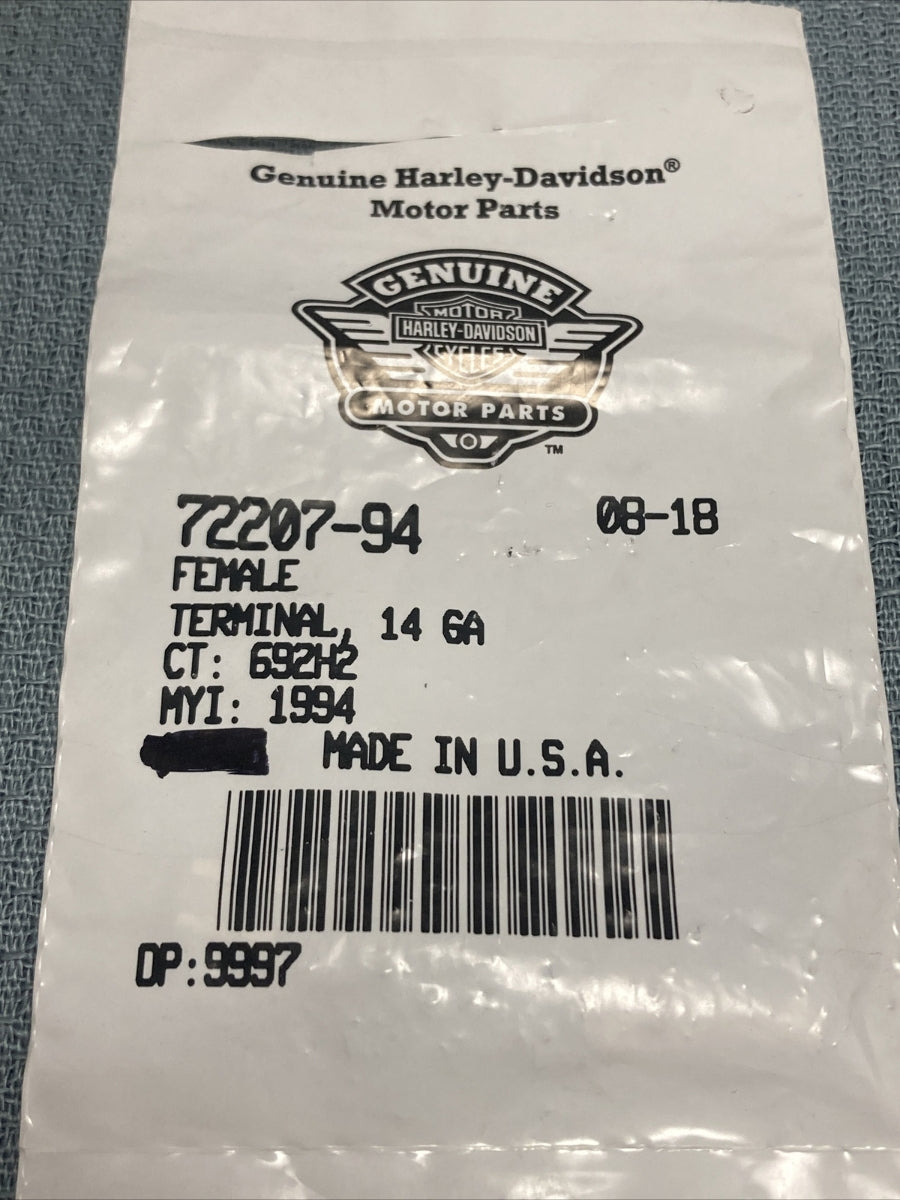 Genuine Harley-Davidson®
Motor Parts
GENUINE
MOTOR
HARLEY-DAVIDSON
CYCLES
MOTOR PARTS
TM
72207-94 08-18
FEMALE
TERMINAL, 14 GA
CT: 692H2
MYI: 1994
MADE IN U.S.A.
OP:9997